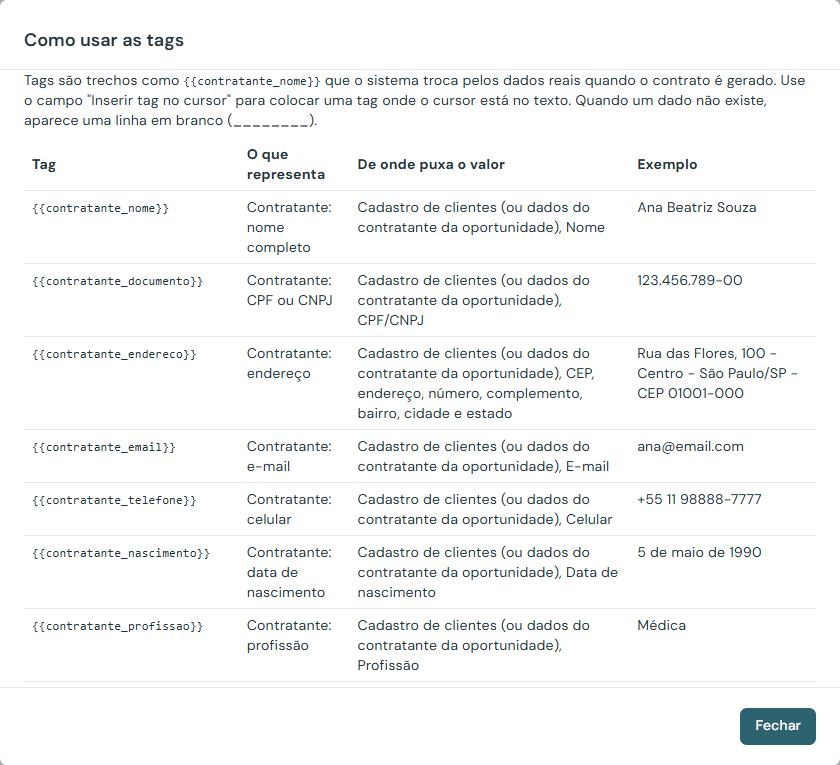 Como usar as tags
Tags são trechos como {{contratante_nome}} que o sistema troca pelos dados reais quando o contrato é gerado. Use
o campo "Inserir tag no cursor" para colocar uma tag onde o cursor está no texto. Quando um dado não existe,
aparece uma linha em branco (________).
Tag
O que
representa
De onde puxa o valor
Exemplo
{{contratante_nome}}
Contratante:
nome
completo
Cadastro de clientes (ou dados do
contratante da oportunidade), Nome
Ana Beatriz Souza
{{contratante_documento}}
Contratante:
CPF ou CNPJ
Cadastro de clientes (ou dados do
contratante da oportunidade),
CPF/CNPJ
123.456.789-00
{{contratante_endereco}}
Contratante:
endereço
Cadastro de clientes (ou dados do
contratante da oportunidade), CEP,
endereço, número, complemento,
bairro, cidade e estado
Rua das Flores, 100 -
Centro - São Paulo/SP -
CEP 01001-000
{{contratante_email}}
Contratante:
e-mail
Cadastro de clientes (ou dados do
contratante da oportunidade), E-mail
ana@email.com
{{contratante_telefone}}
Contratante:
celular
Cadastro de clientes (ou dados do
contratante da oportunidade), Celular
+55 11 98888-7777
{{contratante_nascimento}}
Contratante:
data de
nascimento
Cadastro de clientes (ou dados do
contratante da oportunidade), Data de
nascimento
5 de maio de 1990
{{contratante_profissao}}
Contratante:
profissão
Cadastro de clientes (ou dados do
contratante da oportunidade),
Profissão
Médica
Fechar